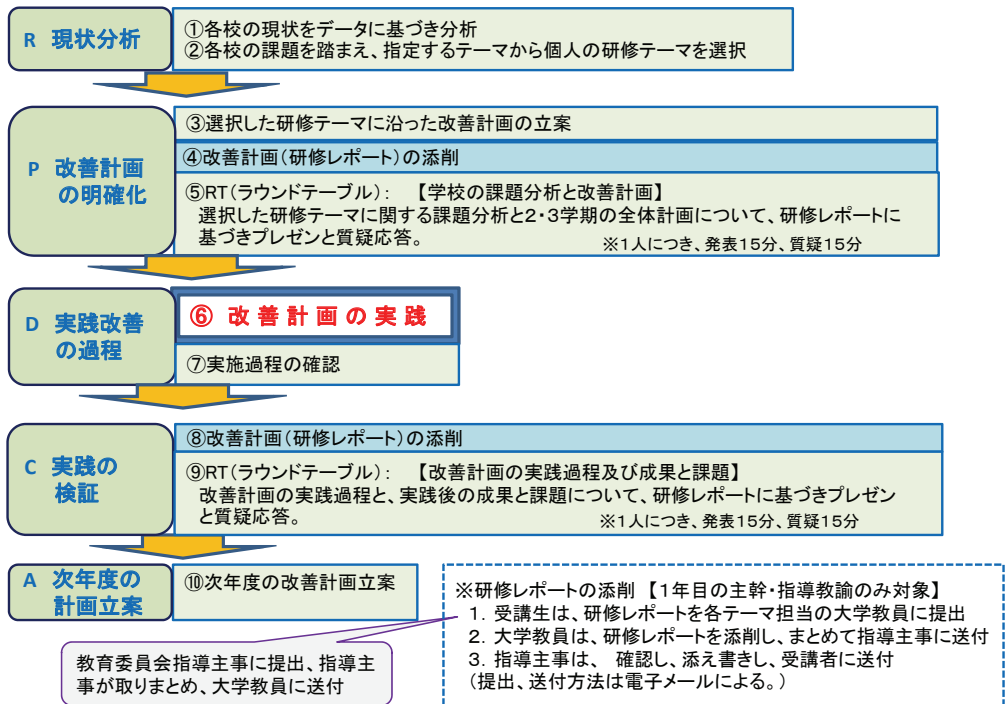 R 現状分析
①各校の現状をデータに基づき分析
②各校の課題を踏まえ、指定するテーマから個人の研修テーマを選択
P 改善計画
の明確化
③選択した研修テーマに沿った改善計画の立案
④改善計画(研修レポート)の添削
⑤RT(ラウンドテーブル): 【学校の課題分析と改善計画】
選択した研修テーマに関する課題分析と2・3学期の全体計画について、研修レポートに
基づきプレゼンと質疑応答。 ※1人につき、発表15分、質疑15分
D 実践改善
の過程
⑥ 改善計画の実践
⑦実施過程の確認
C 実践の
検証
⑧改善計画(研修レポート)の添削
⑨RT(ラウンドテーブル): 【改善計画の実践過程及び成果と課題】
改善計画の実践過程と、実践後の成果と課題について、研修レポートに基づきプレゼン
と質疑応答。 ※1人につき、発表15分、質疑15分
A 次年度の
計画立案
⑩次年度の改善計画立案
※研修レポートの添削 【1年目の主幹・指導教諭のみ対象】
1. 受講生は、研修レポートを各テーマ担当の大学教員に提出
2. 大学教員は、研修レポートを添削し、まとめて指導主事に送付
3. 指導主事は、 確認し、添え書きし、受講者に送付
(提出、送付方法は電子メールによる。)
教育委員会指導主事に提出、指導主
事が取りまとめ、大学教員に送付